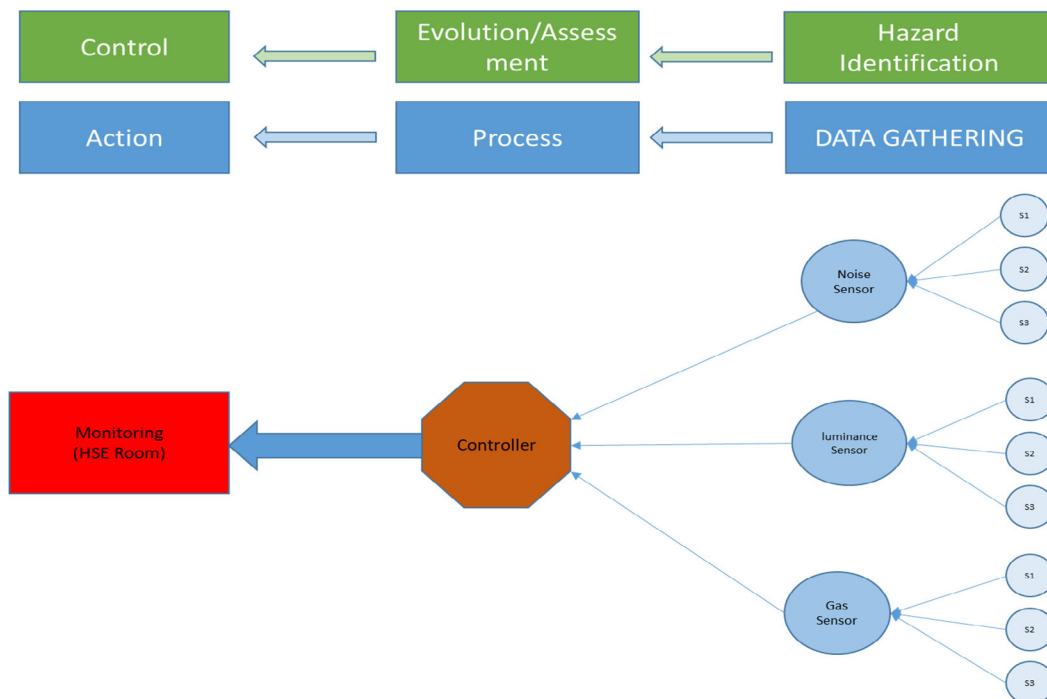 Control
Evolution/Assess
ment
Hazard
Identification
Action
Process
DATA GATHERING
S1
S2
S3
Noise
Sensor
Monitoring
(HSE Room)
Controller
luminance
Sensor
S1
S2
S3
Gas
Sensor
S1
S2
S3